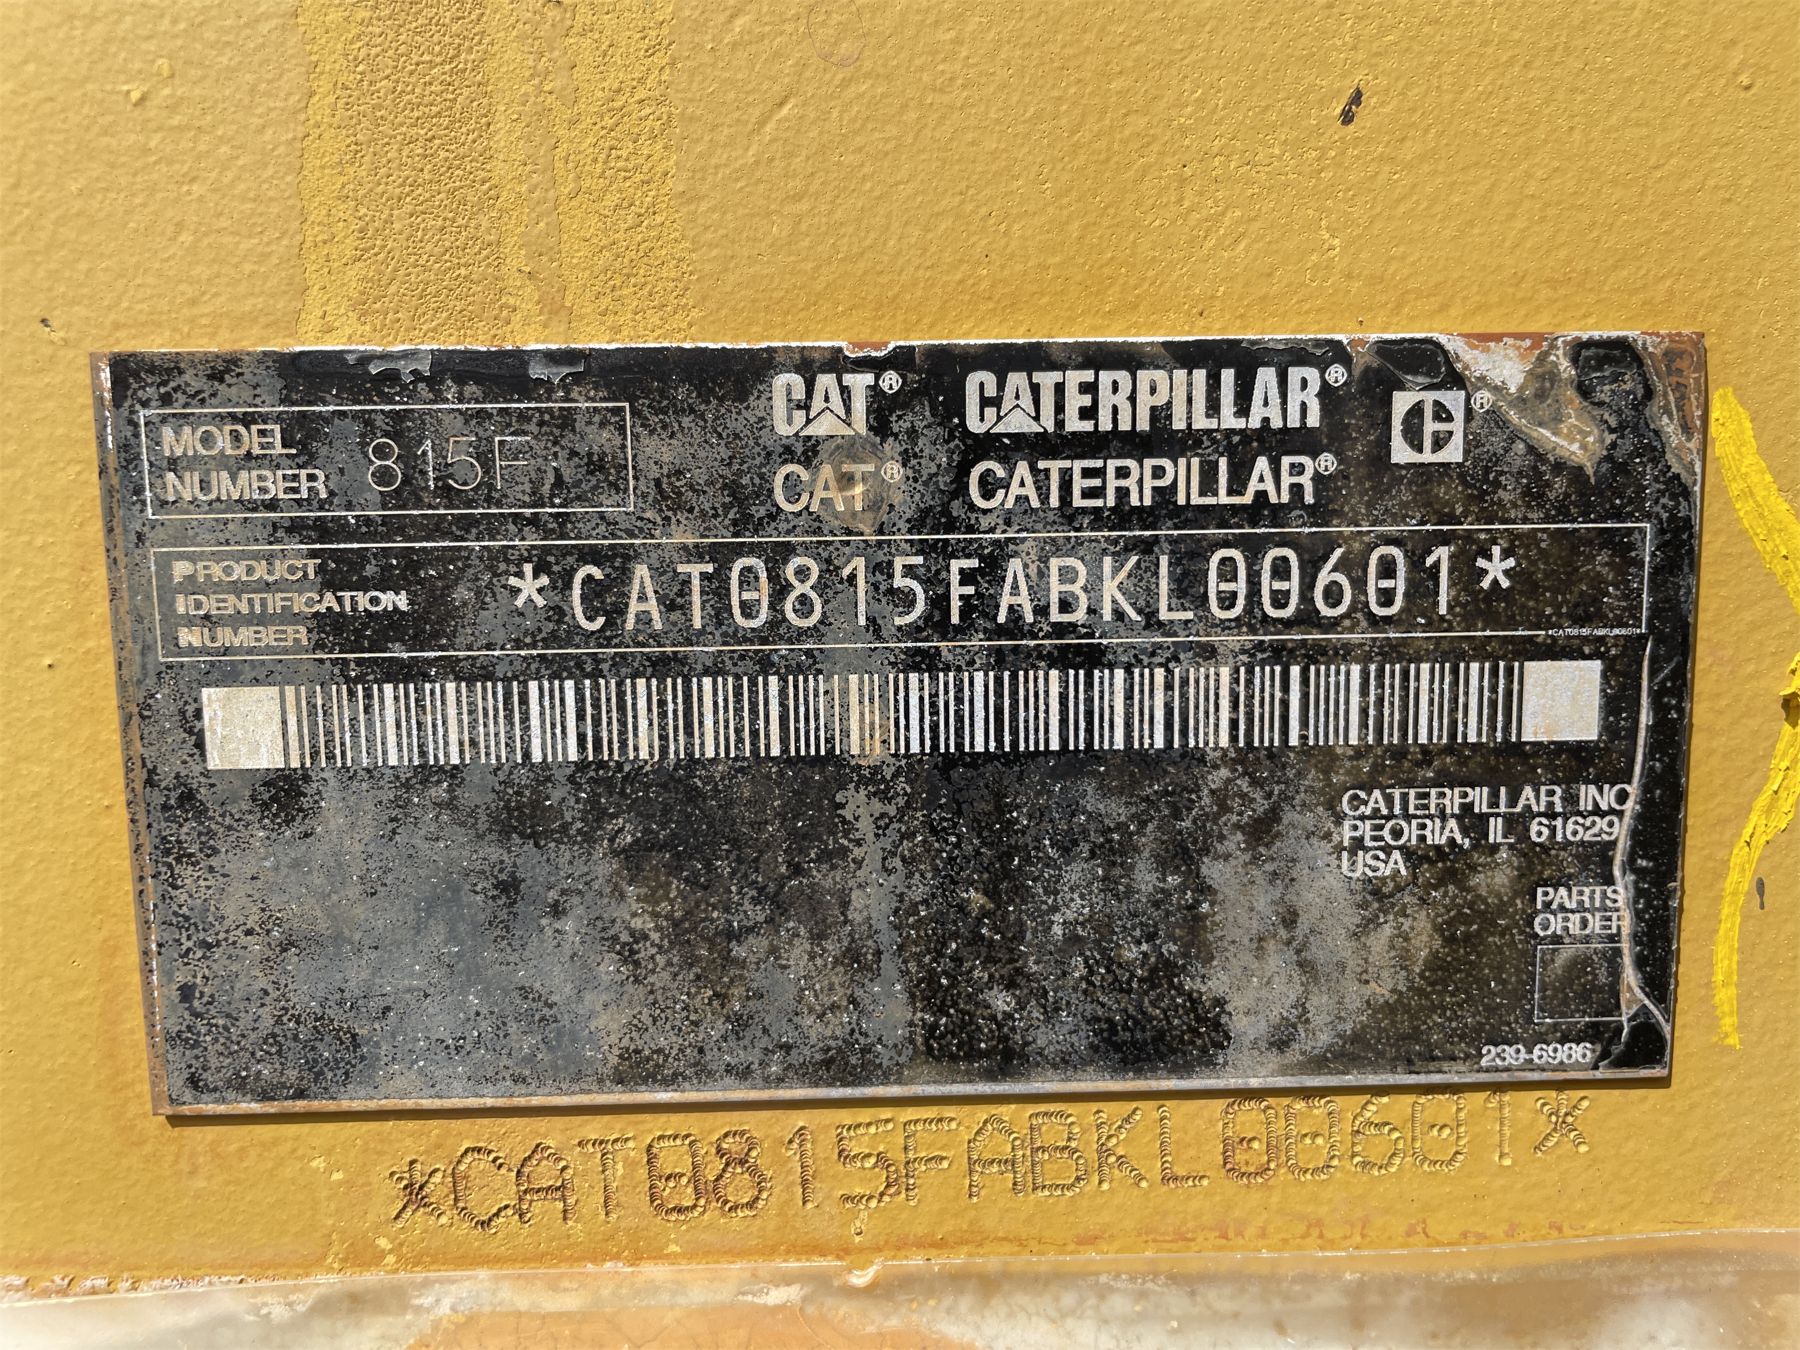 CAT® CATERPILLAR® ®
CAT® CATERPILLAR®
MODEL
NUMBER 815F
PRODUCT
IDENTIFICATION
NUMBER
*CAT0815FABKL00601*
*CAT0815FABKL00601*
CATERPILLAR INC
PEORIA, IL 61629
USA
PARTS
ORDER
239-6986
*CAT0815FABKL00601*